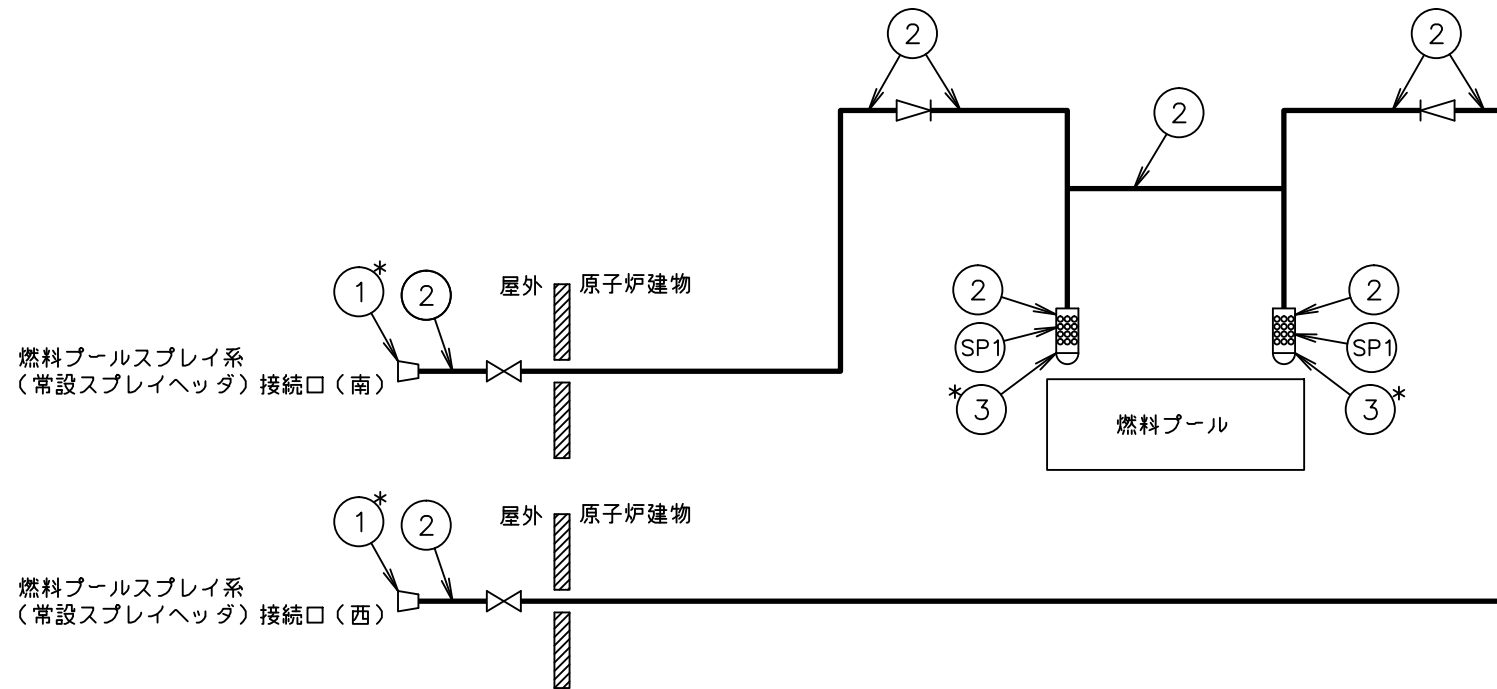 2
2
2
1*
2
屋外
原子炉建物
2
2
SP1
SP1
燃料プールスプレイ系
(常設スプレイヘッダ)接続口(南)
*3
3*
燃料プール
1*
2
屋外
原子炉建物
燃料プールスプレイ系
(常設スプレイヘッダ)接続口(西)